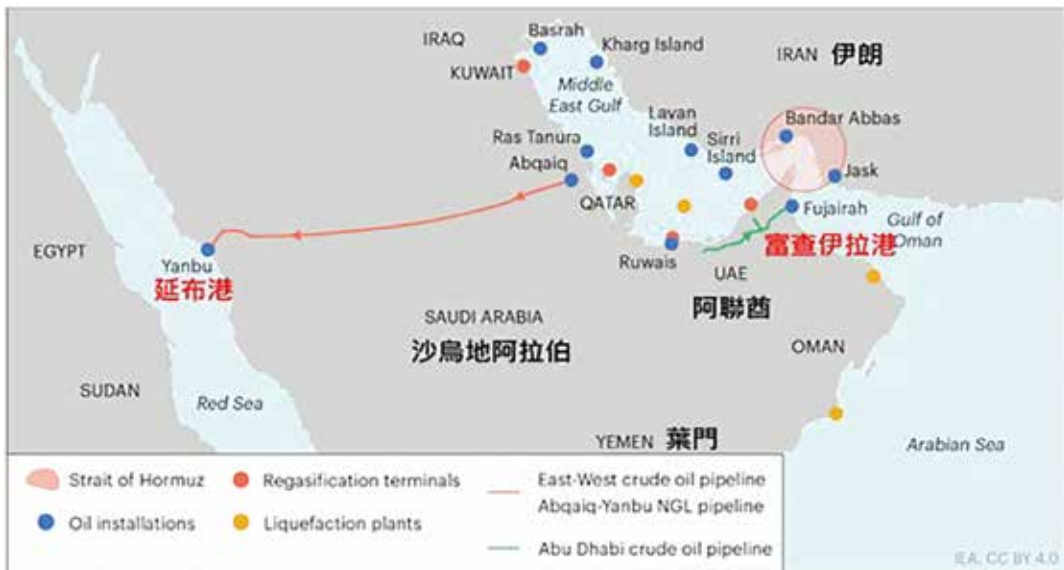 Basrah
IRAQ
Kharg Island
IRAN 伊朗
KUWAIT
Middle
East Gulf
Lavan
Island
Bandar Abbas
Ras Tanura
Sirri
Island
Abqaiq
Jask
QATAR
Fujairah
Gulf of
Oman
EGYPT
Yanbu
延布港
富查伊拉港
Ruwais
UAE
阿聯酋
SAUDI ARABIA
沙烏地阿拉伯
OMAN
SUDAN
Red Sea
YEMEN 葉門
Arabian Sea
Strait of Hormuz
Regasification terminals
East-West crude oil pipeline
Abqaiq-Yanbu NGL pipeline
Oil installations
Liquefaction plants
Abu Dhabi crude oil pipeline
IEA. CC BY 4.0